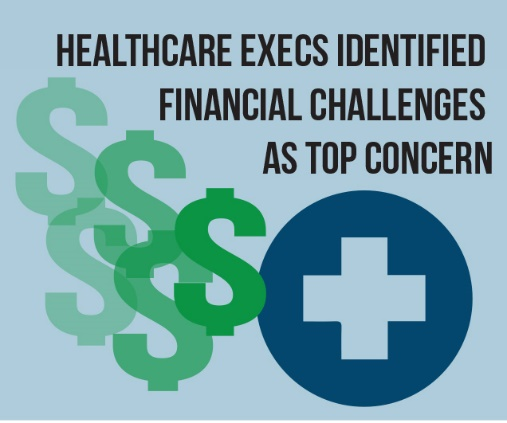 HEALTHCARE EXECS IDENTIFIED
FINANCIAL CHALLENGES
AS TOP CONCERN